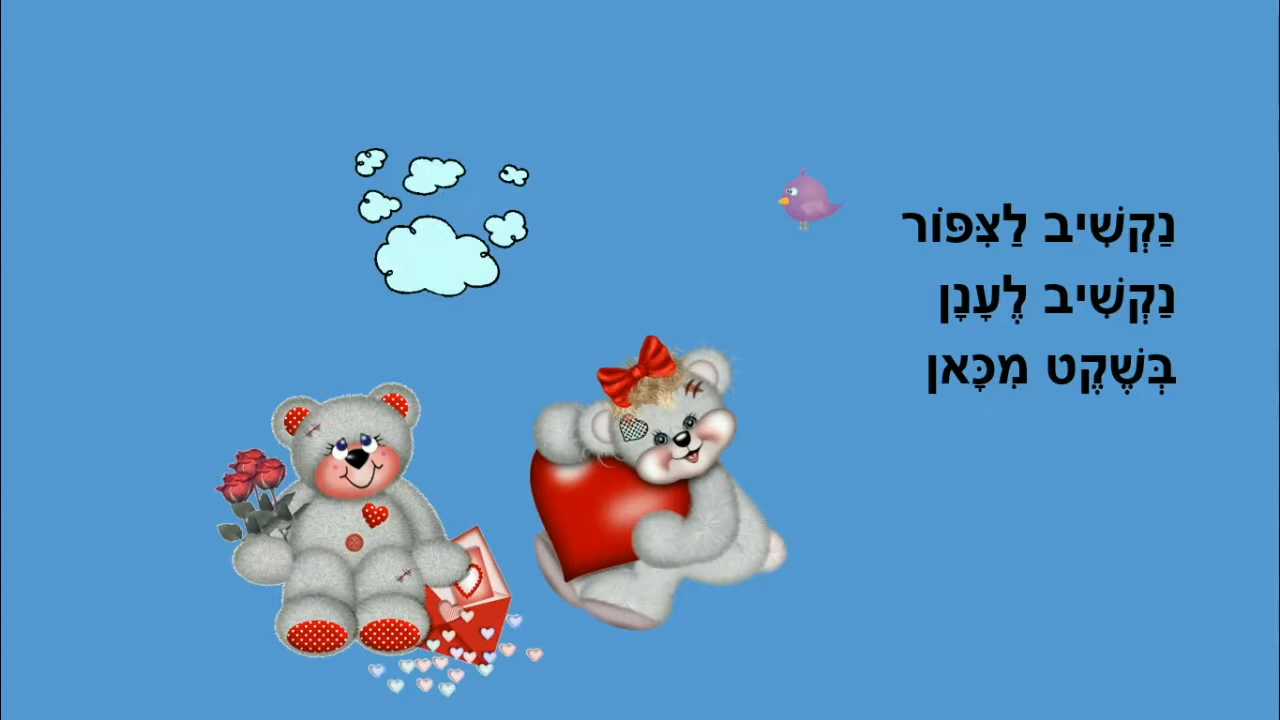 נַקְשִׁיב לַצִּפּוֹר
נַקְשִׁיב לֶעָנָן
בְּשֶׁקֶט מִכָּאן